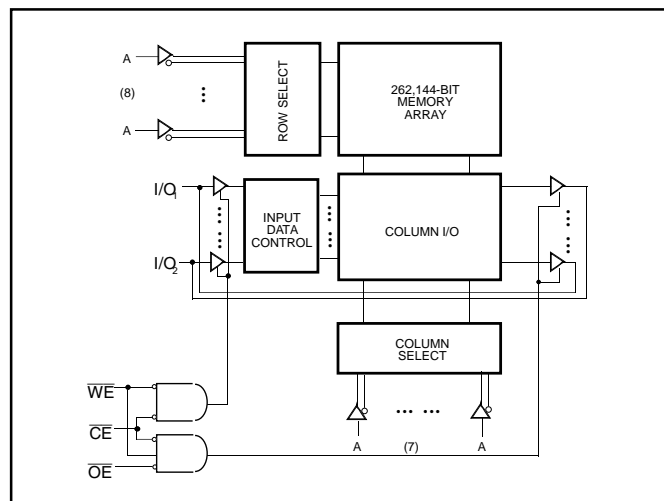 A
(8)
A
ROW SELECT
262,144-BIT
MEMORY
ARRAY
I/O1
I/O2
INPUT
DATA
CONTROL
COLUMN I/O
COLUMN
SELECT
WE
CE
OE
A
(7)
A